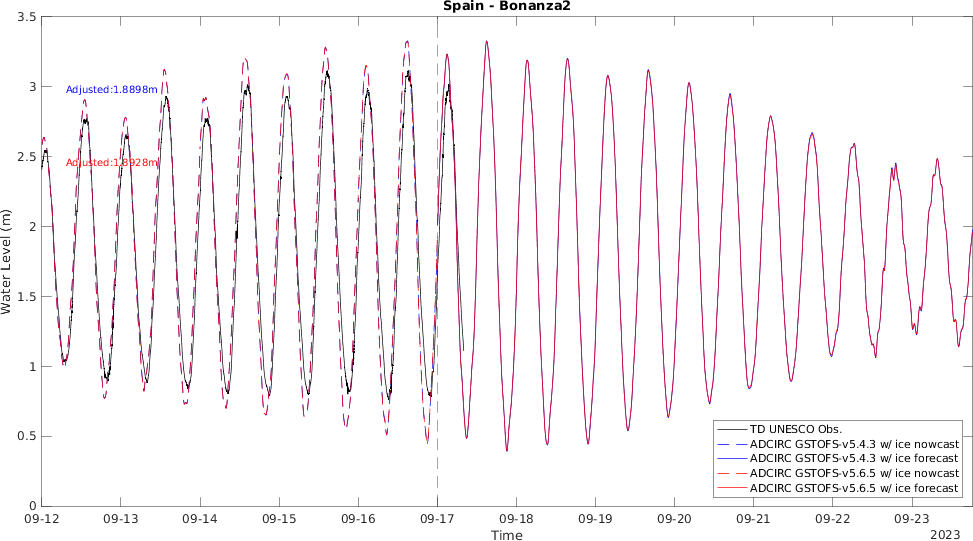 Spain - Bonanza2
3.5
3
2.5
2
1.5
1
0.5
0
Water Level (m)
Adjusted:1.8898m
Adjusted:1.8928m
TD UNESCO Obs.
ADCIRC GSTOFS-v5.4.3 w/ ice nowcast
ADCIRC GSTOFS-v5.4.3 w/ ice forecast
ADCIRC GSTOFS-v5.6.5 w/ ice nowcast
ADCIRC GSTOFS-v5.6.5 w/ ice forecast
09-12 09-13 09-14 09-15 09-16 09-17 09-18 09-19 09-20 09-21 09-22 09-23
Time
2023